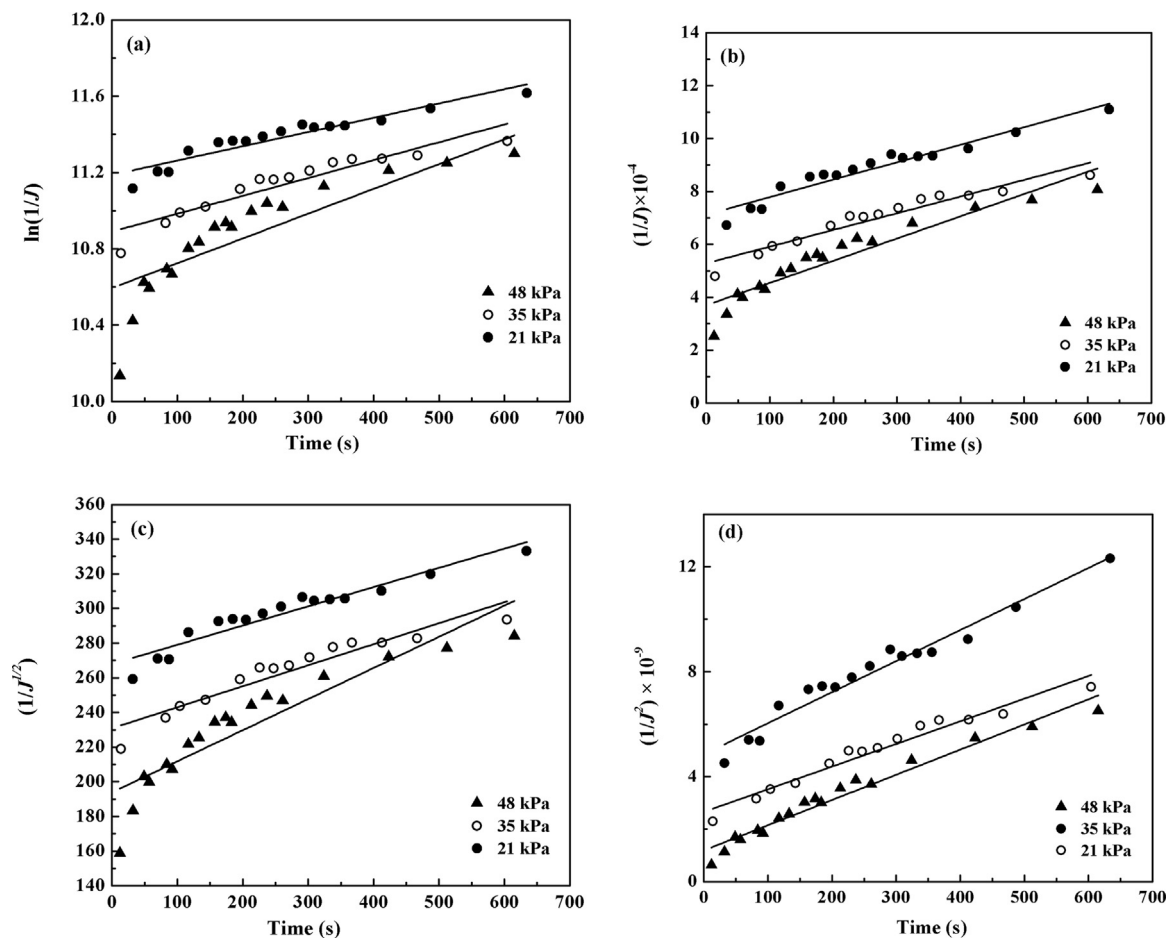 (a)
ln(1/J)
12.0
11.6
11.2
10.8
10.4
10.0
0 100 200 300 400 500 600 700
Time (s)
48 kPa
35 kPa
21 kPa
(b)
(1/J)×10⁻⁴
14
12
10
8
6
4
2
0
0 100 200 300 400 500 600 700
Time (s)
48 kPa
35 kPa
21 kPa
(c)
(1/J^{1/2})
360
340
320
300
280
260
240
220
200
180
160
140
0 100 200 300 400 500 600 700
Time (s)
48 kPa
35 kPa
21 kPa
(d)
(1/J²) × 10⁻⁹
12
8
4
0
0 100 200 300 400 500 600 700
Time (s)
48 kPa
35 kPa
21 kPa